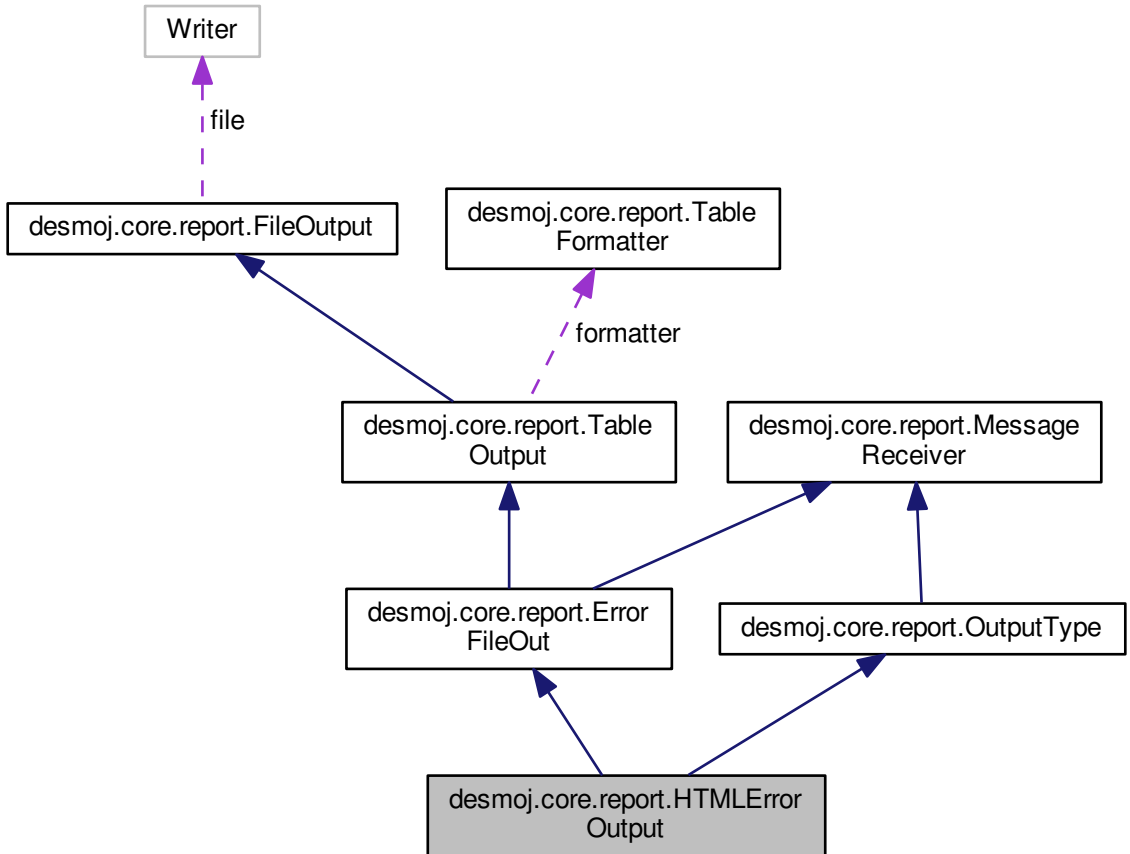 Writer
file
desmoj.core.report.FileOutput
desmoj.core.report.Table
Formatter
formatter
desmoj.core.report.Table
Output
desmoj.core.report.Message
Receiver
desmoj.core.report.Error
FileOut
desmoj.core.report.OutputType
desmoj.core.report.HTMLError
Output